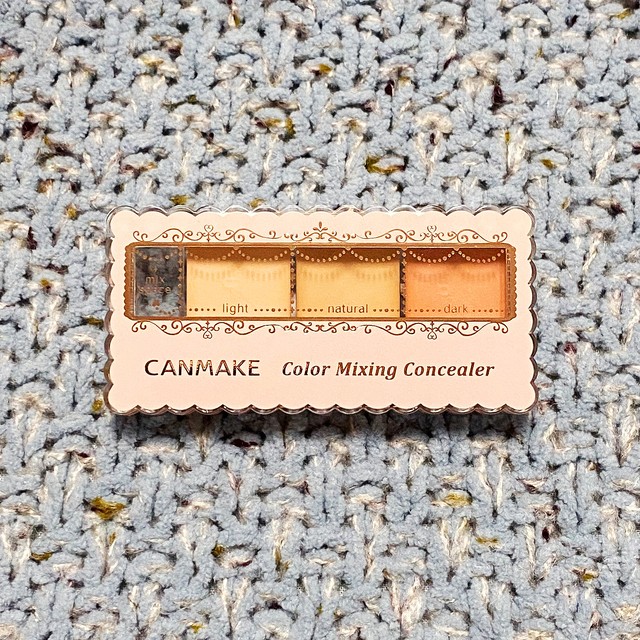 light natural dark
CANMAKE Color Mixing Concealer